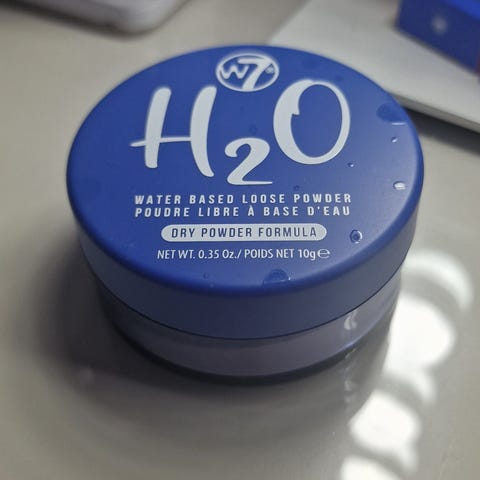 W7®
H2O
WATER BASED LOOSE POWDER
POUDRE LIBRE À BASE D'EAU
DRY POWDER FORMULA
NET WT. 0.35 Oz./ POIDS NET 10g℮